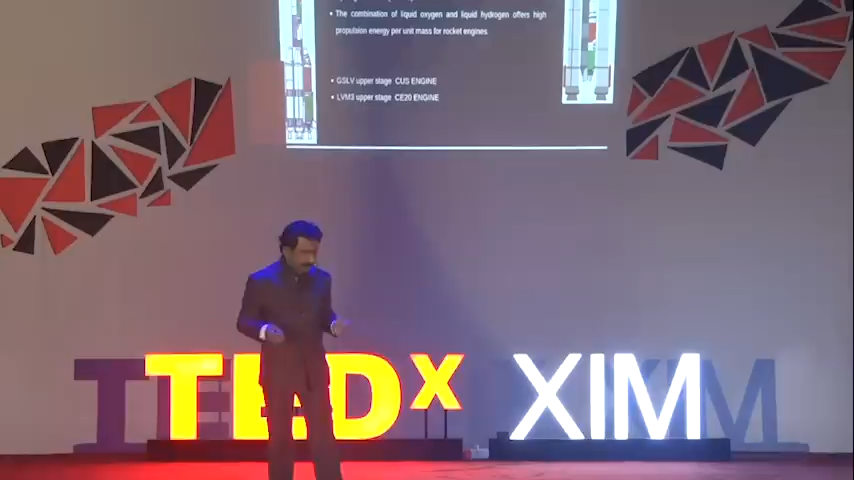 • The combination of liquid oxygen and liquid hydrogen offers high
propulsion energy per unit mass for rocket engines.
• GSLV upper stage CUS ENGINE
• LVM3 upper stage CE20 ENGINE
TEDx XIM